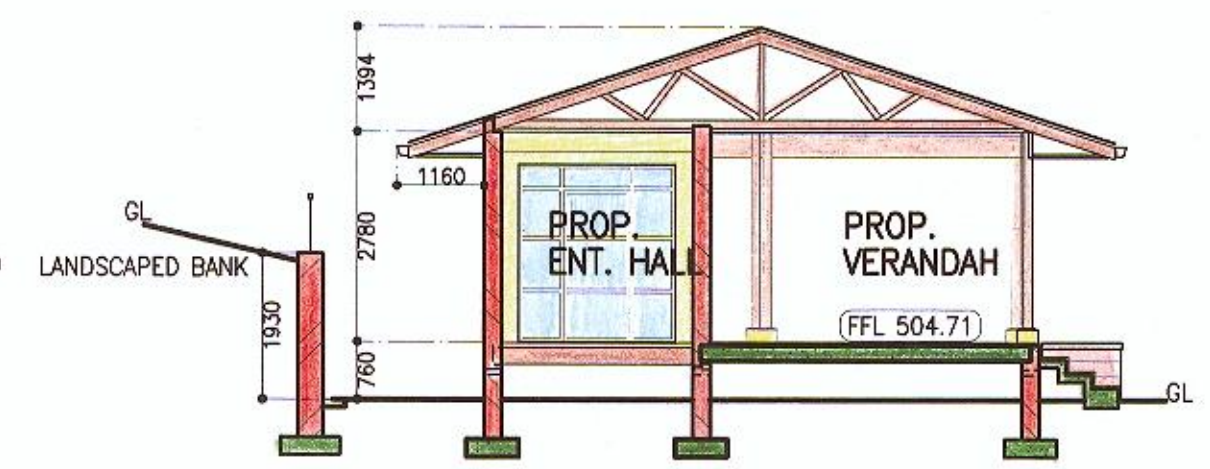 1394
1160
GL
2780
PROP.
ENT. HALL
PROP.
VERANDAH
LANDSCAPED BANK
1930
760
FFL 504.71
GL